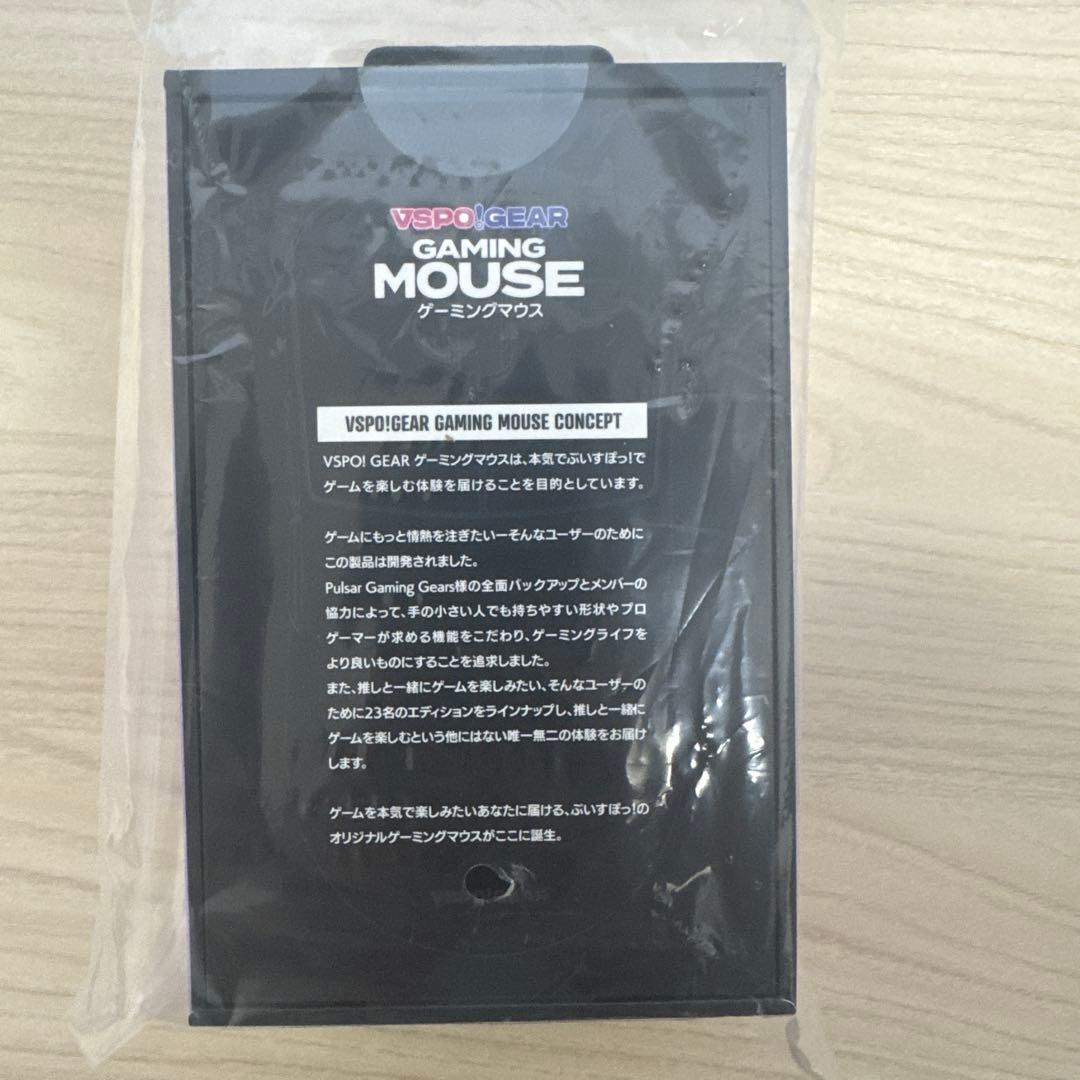 VSPO!GEAR
GAMING
MOUSE
ゲーミングマウス
VSPO!GEAR GAMING MOUSE CONCEPT
VSPO! GEAR ゲーミングマウスは、本気でぶいすぽっ!で
ゲームを楽しむ体験を届けることを目的としています。
ゲームにもっと情熱を注ぎたいーそんなユーザーのために
この製品は開発されました。
Pulsar Gaming Gears様の全面バックアップとメンバーの
協力によって、手の小さい人でも持ちやすい形状やプロ
ゲーマーが求める機能をこだわり、ゲーミングライフを
より良いものにすることを追求しました。
また、推しと一緒にゲームを楽しみたい、そんなユーザーの
ために23名のエディションをラインナップし、推しと一緒に
ゲームを楽しむという他にはない唯一無二の体験をお届け
します。
ゲームを本気で楽しみたいあなたに届ける、ぶいすぽっ!の
オリジナルゲーミングマウスがここに誕生。